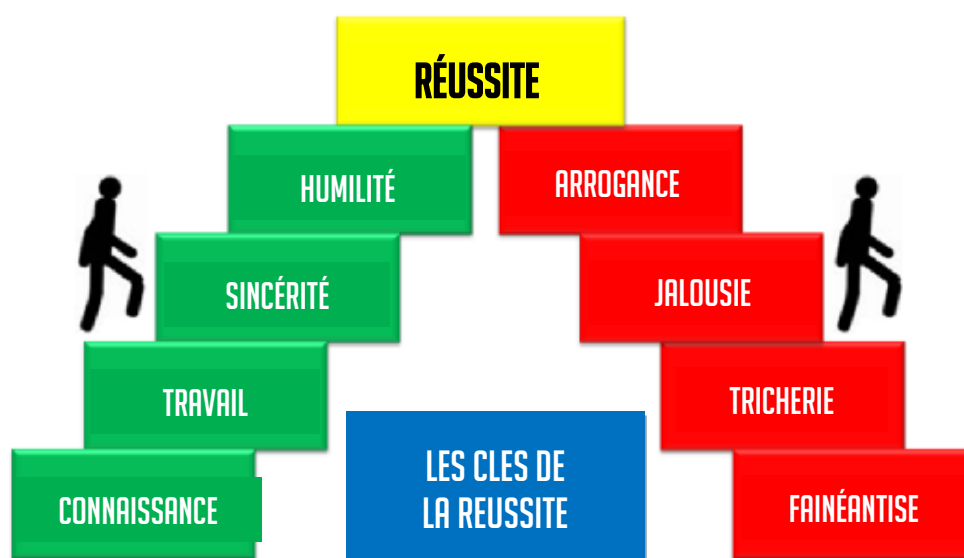 RÉUSSITE
HUMILITÉ
ARROGANCE
SINCÉRITÉ
JALOUSIE
TRAVAIL
TRICHERIE
CONNAISSANCE
LES CLES DE
LA REUSSITE
FAINÉANTISE